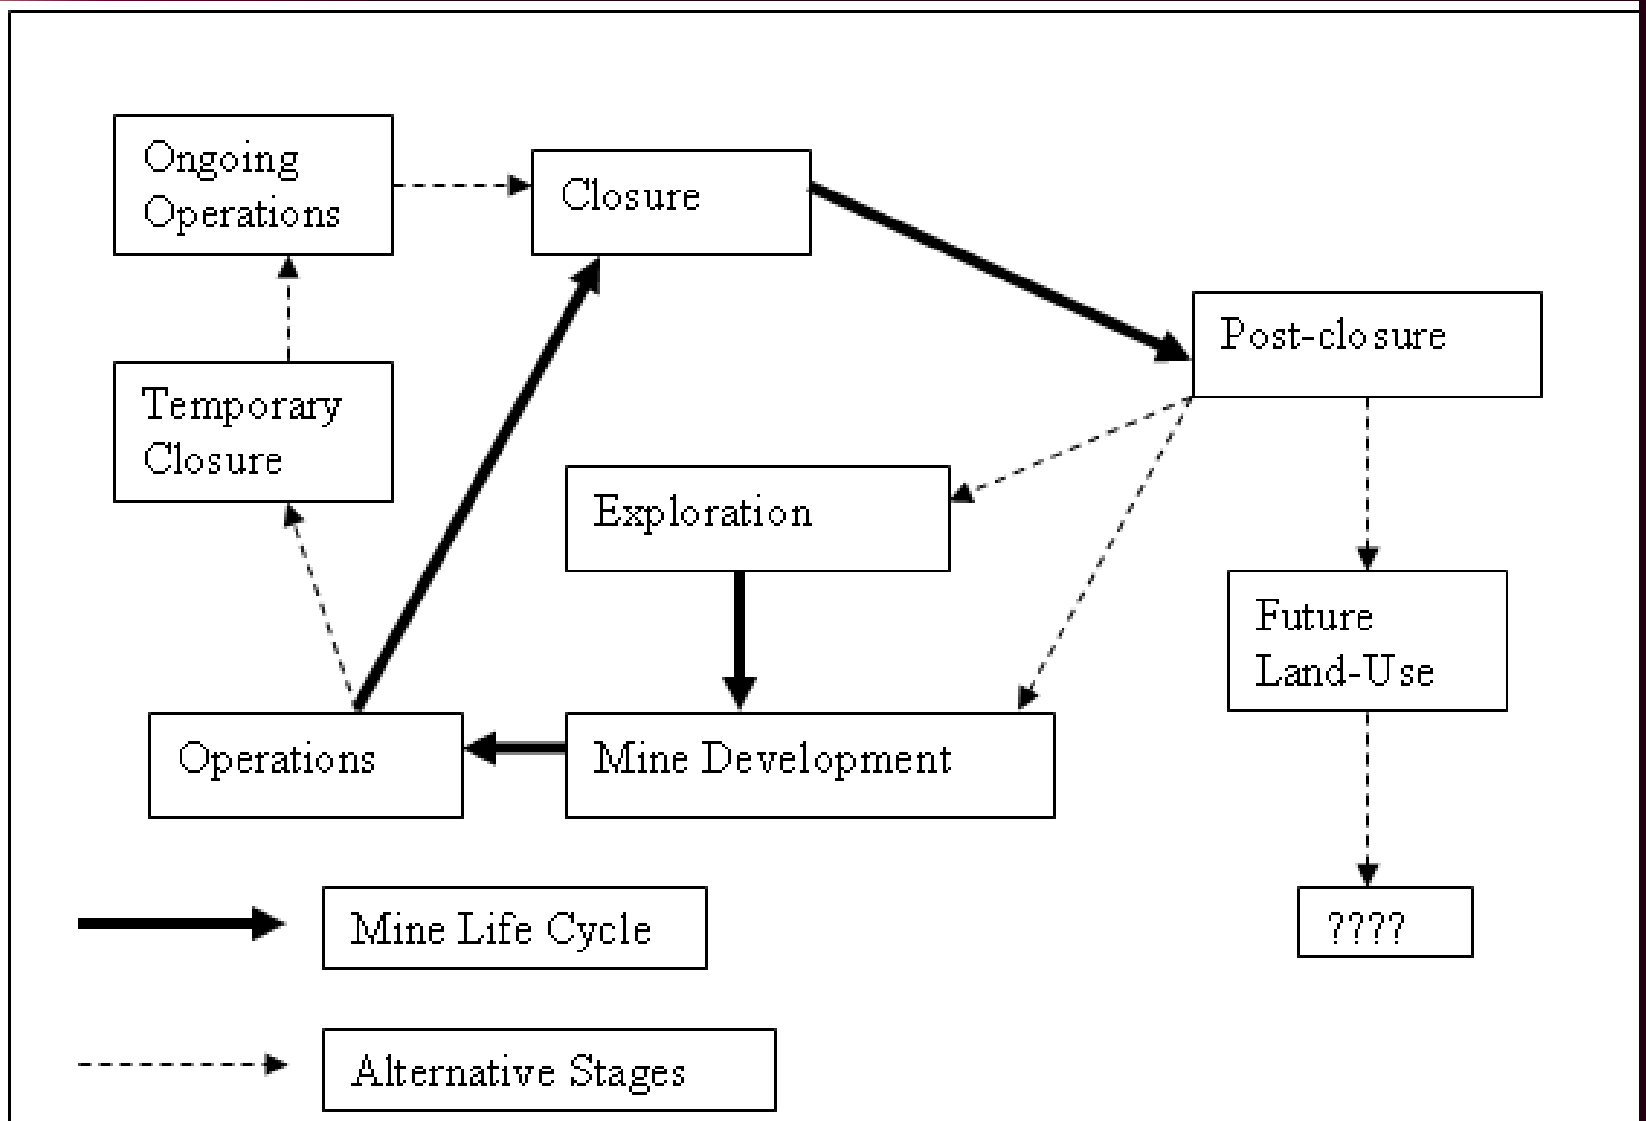 Ongoing
Operations
Closure
Post-closure
Temporary
Closure
Exploration
Future
Land-Use
Operations
Mine Development
Mine Life Cycle
????
Alternative Stages